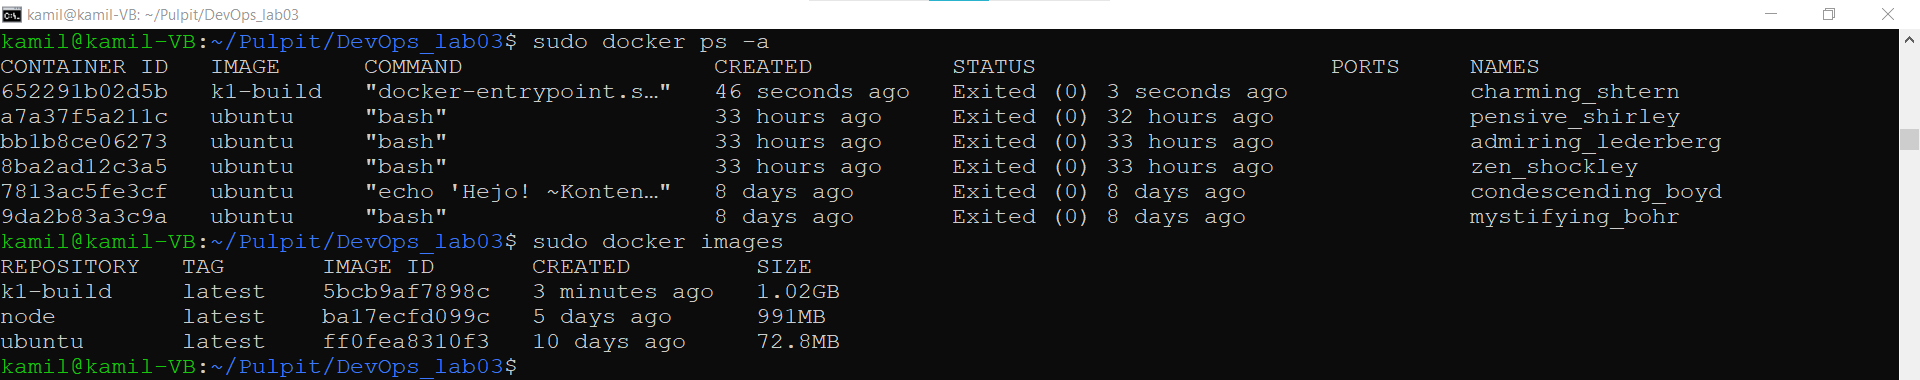 kamil@kamil-VB: ~/Pulpit/DevOps_lab03
kamil@kamil-VB:~/Pulpit/DevOps_lab03$ sudo docker ps -a
CONTAINER ID   IMAGE      COMMAND                  CREATED          STATUS                     PORTS     NAMES
652291b02d5b   k1-build   "docker-entrypoint.s…"   46 seconds ago   Exited (0) 3 seconds ago             charming_shtern
a7a37f5a211c   ubuntu     "bash"                   33 hours ago     Exited (0) 32 hours ago              pensive_shirley
bb1b8ce06273   ubuntu     "bash"                   33 hours ago     Exited (0) 33 hours ago              admiring_lederberg
8ba2ad12c3a5   ubuntu     "bash"                   33 hours ago     Exited (0) 33 hours ago              zen_shockley
7813ac5fe3cf   ubuntu     "echo 'Hejo! ~Konten…"   8 days ago       Exited (0) 8 days ago                condescending_boyd
9da2b83a3c9a   ubuntu     "bash"                   8 days ago       Exited (0) 8 days ago                mystifying_bohr
kamil@kamil-VB:~/Pulpit/DevOps_lab03$ sudo docker images
REPOSITORY   TAG       IMAGE ID       CREATED         SIZE
k1-build     latest    5bcb9af7898c   3 minutes ago   1.02GB
node         latest    ba17ecfd099c   5 days ago      991MB
ubuntu       latest    ff0fea8310f3   10 days ago     72.8MB
kamil@kamil-VB:~/Pulpit/DevOps_lab03$